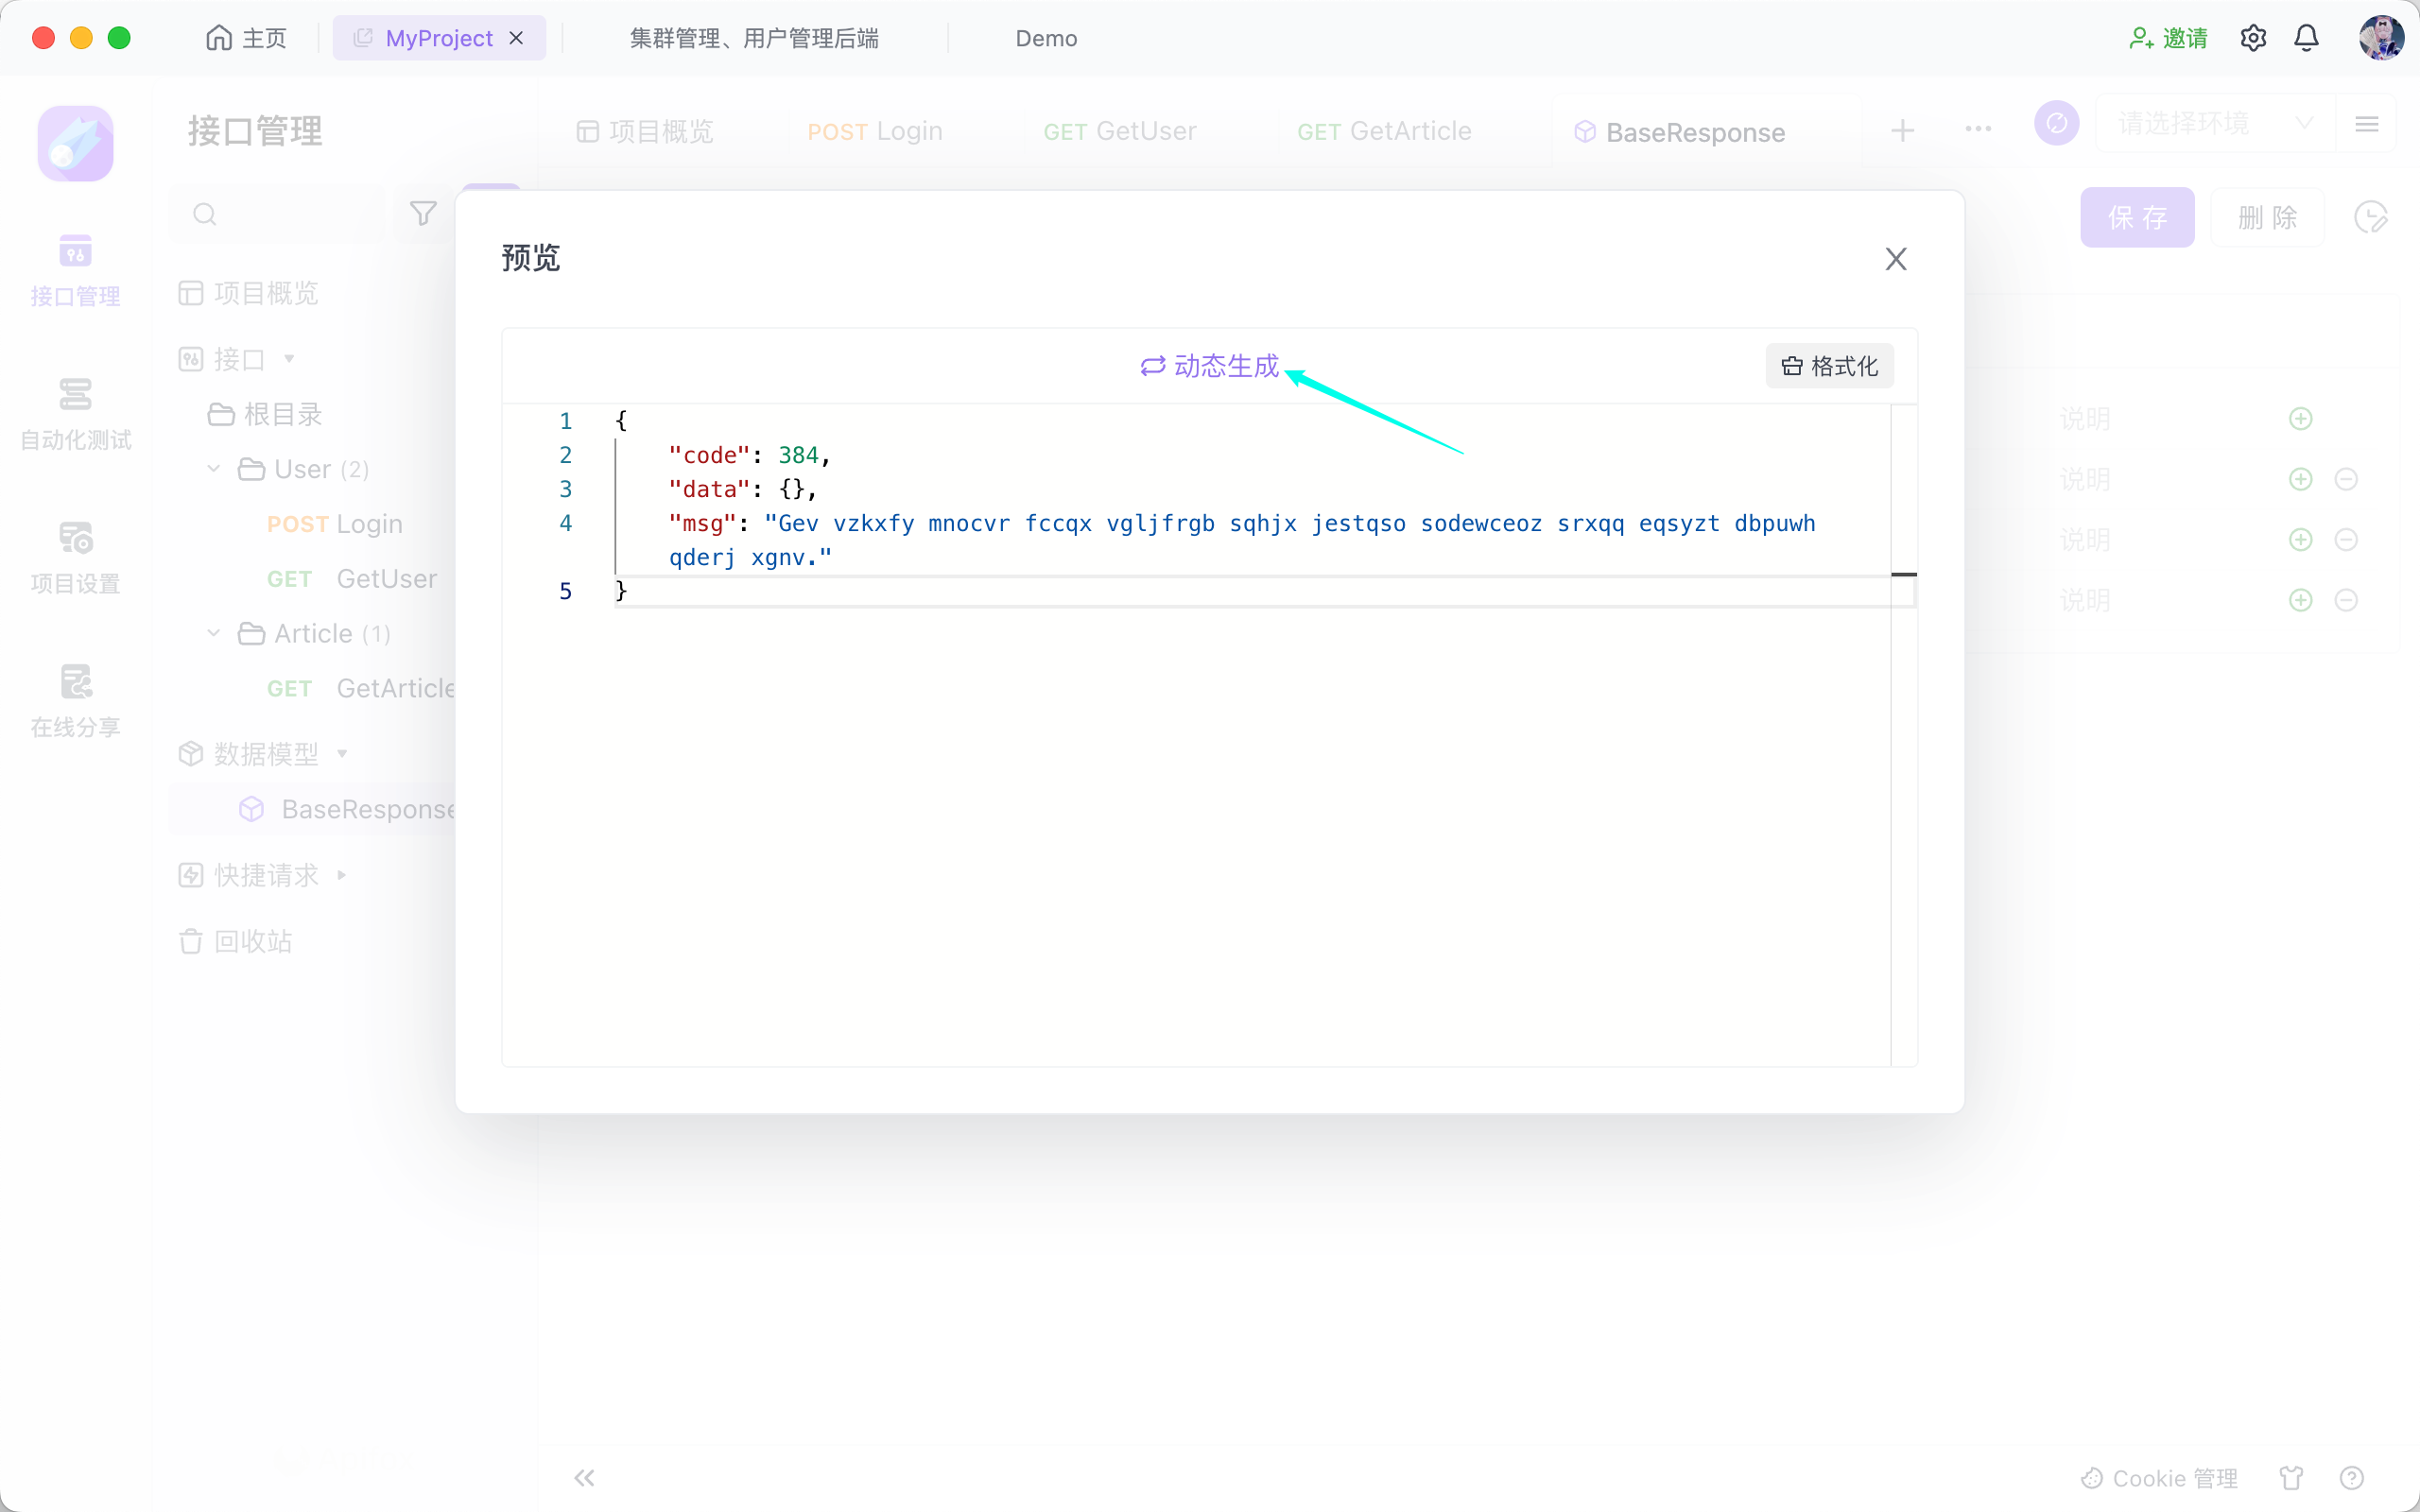 主页
MyProject
集群管理、用户管理后端
Demo
邀请
接口管理
项目概览
POST Login
GET GetUser
GET GetArticle
BaseResponse
请选择环境
保 存
删 除
接口管理
自动化测试
项目设置
在线分享
项目概览
接口
根目录
User (2)
POST Login
GET GetUser
Article (1)
GET GetArticle
数据模型
BaseResponse
快捷请求
回收站
预览
动态生成
格式化
1 {
2 "code": 384,
3 "data": {},
4 "msg": "Gev vzkxfy mnocvr fccqx vgljfrgb sqhjx jestqso sodewceoz srxqq eqsyzt dbpuwh
qderj xgnv."
5 }
说明
说明
说明
说明
Cookie 管理